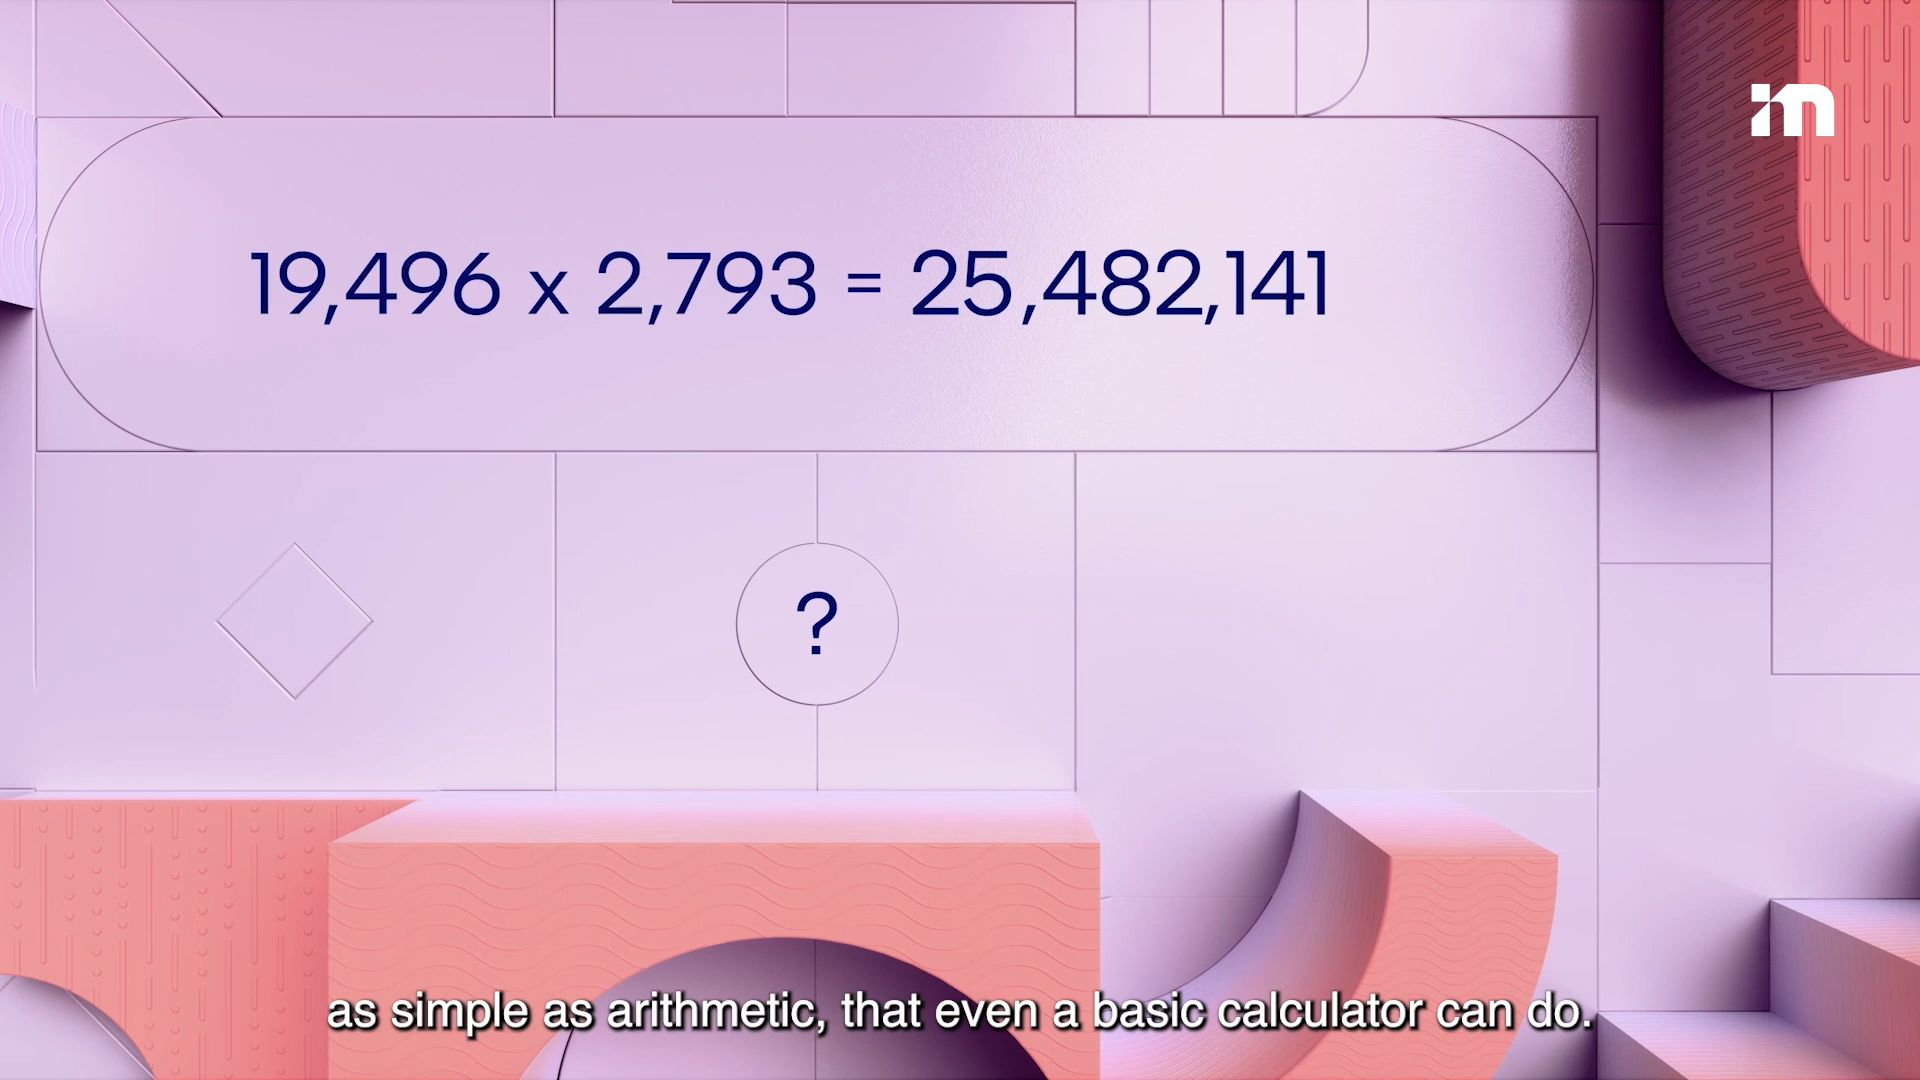 19,496 x 2,793 = 25,482,141
?
as simple as arithmetic, that even a basic calculator can do.